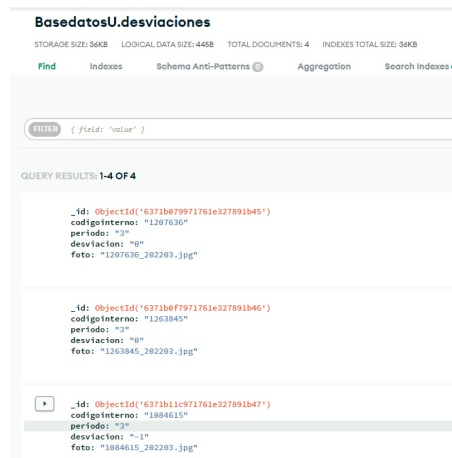 BasedatosU.desviaciones
STORAGE SIZE: 36KB LOGICAL DATA SIZE: 445B TOTAL DOCUMENTS: 4 INDEXES TOTAL SIZE: 36KB
Find Indexes Schema Anti-Patterns 0 Aggregation Search Indexes
FILTER { field: 'value' }
QUERY RESULTS: 1-4 OF 4
_id: ObjectId('6371b079971761e327891b45')
codigointerno: "1207636"
periodo: "3"
desviacion: "0"
foto: "1207636_202203.jpg"
_id: ObjectId('6371b0f7971761e327891b46')
codigointerno: "1263845"
periodo: "3"
desviacion: "0"
foto: "1263845_202203.jpg"
_id: ObjectId('6371b11c971761e327891b47')
codigointerno: "1084615"
periodo: "3"
desviacion: "-1"
foto: "1084615_202203.jpg"